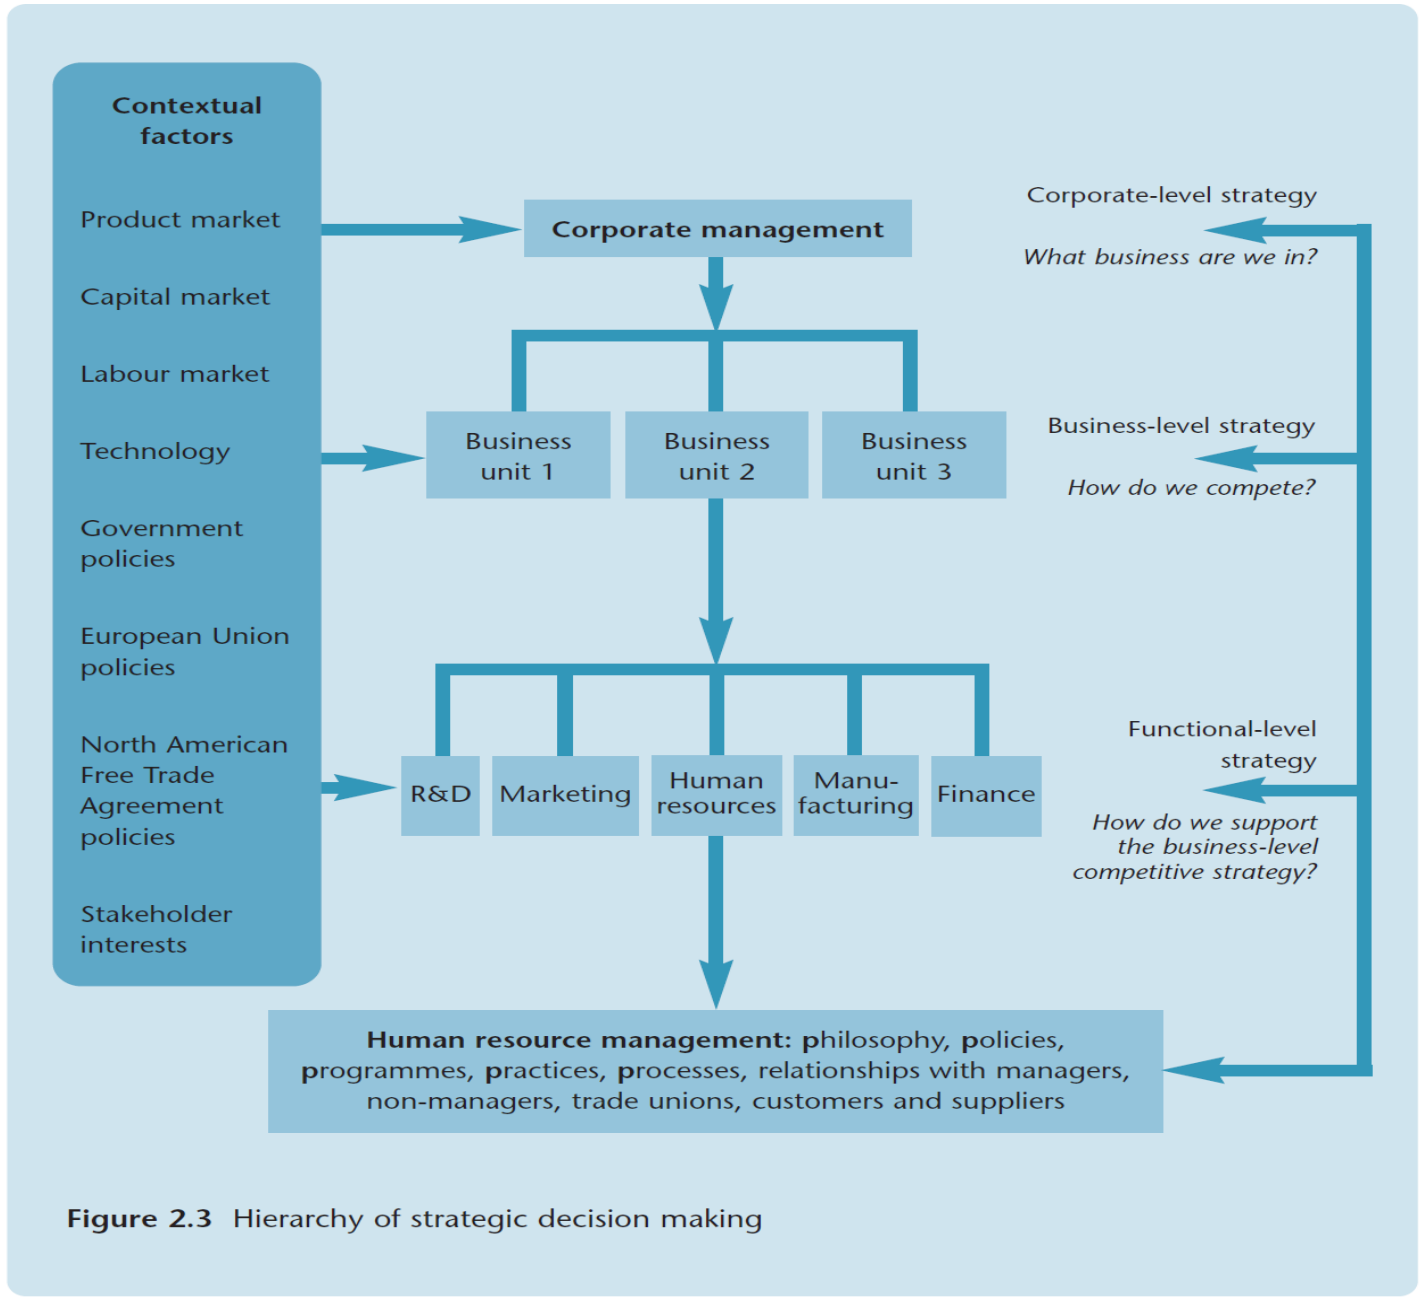 Contextual
factors
Product market
Capital market
Labour market
Technology
Government
policies
European Union
policies
North American
Free Trade
Agreement
policies
Stakeholder
interests
Corporate management
Corporate-level strategy
What business are we in?
Business
unit 1
Business
unit 2
Business
unit 3
Business-level strategy
How do we compete?
R&D
Marketing
Human
resources
Manu-
facturing
Finance
Functional-level
strategy
How do we support
the business-level
competitive strategy?
Human resource management: philosophy, policies,
programmes, practices, processes, relationships with managers,
non-managers, trade unions, customers and suppliers
Figure 2.3 Hierarchy of strategic decision making